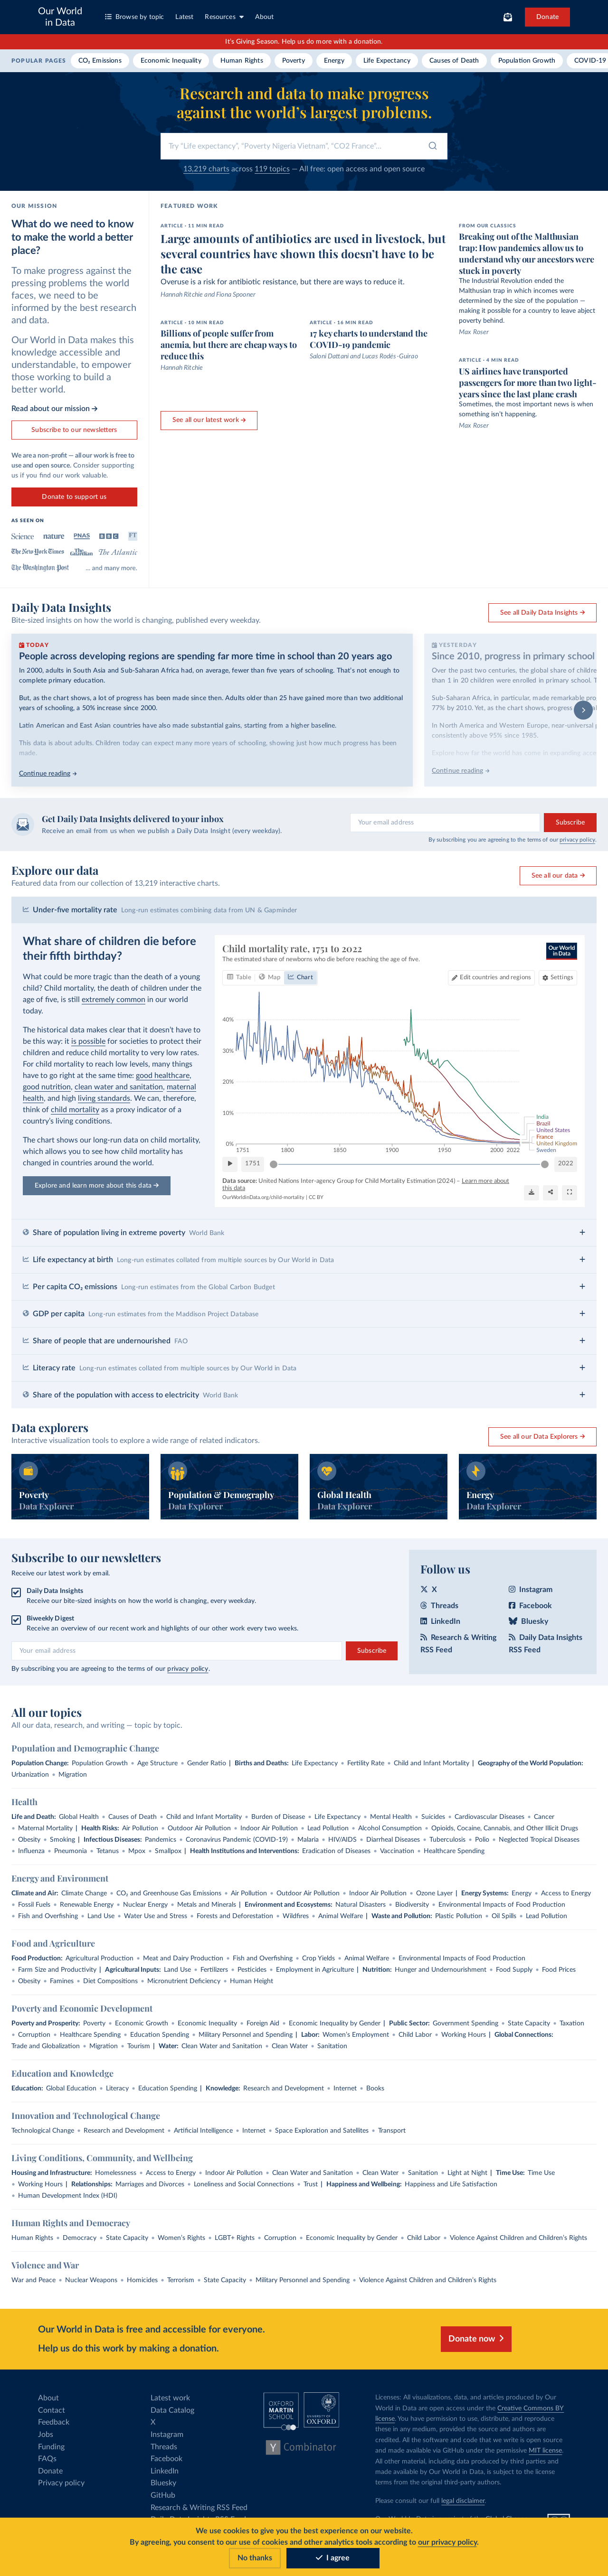 Our World
in Data
Browse by topic
Latest
Resources
About
Donate
It's Giving Season. Help us do more with a donation.
POPULAR PAGES
CO₂ Emissions
Economic Inequality
Human Rights
Poverty
Energy
Life Expectancy
Causes of Death
Population Growth
COVID-19
Research and data to make progress
against the world's largest problems.
Try "Life expectancy", "Poverty Nigeria Vietnam", "CO2 France"...
13,219 charts across 119 topics — All free: open access and open source
OUR MISSION
What do we need to know
to make the world a better
place?
To make progress against the
pressing problems the world
faces, we need to be
informed by the best research
and data.
Our World in Data makes this
knowledge accessible and
understandable, to empower
those working to build a
better world.
Read about our mission →
Subscribe to our newsletters
We are a non-profit — all our work is free to
use and open source. Consider supporting
us if you find our work valuable.
Donate to support us
AS SEEN ON
Science
nature
PNAS
BBC
FT
The New York Times
The Guardian
The Atlantic
The Washington Post
... and many more.
FEATURED WORK
ARTICLE · 11 MIN READ
Large amounts of antibiotics are used in livestock, but
several countries have shown this doesn't have to be
the case
Overuse is a risk for antibiotic resistance, but there are ways to reduce it.
Hannah Ritchie and Fiona Spooner
ARTICLE · 10 MIN READ
Billions of people suffer from
anemia, but there are cheap ways to
reduce this
Hannah Ritchie
ARTICLE · 16 MIN READ
17 key charts to understand the
COVID-19 pandemic
Saloni Dattani and Lucas Rodés-Guirao
See all our latest work →
FROM OUR CLASSICS
Breaking out of the Malthusian
trap: How pandemics allow us to
understand why our ancestors were
stuck in poverty
The Industrial Revolution ended the
Malthusian trap in which incomes were
determined by the size of the population —
making it possible for a country to leave abject
poverty behind.
Max Roser
ARTICLE · 4 MIN READ
US airlines have transported
passengers for more than two light-
years since the last plane crash
Sometimes, the most important news is when
something isn't happening.
Max Roser
Daily Data Insights
Bite-sized insights on how the world is changing, published every weekday.
See all Daily Data Insights →
TODAY
People across developing regions are spending far more time in school than 20 years ago
In 2000, adults in South Asia and Sub-Saharan Africa had, on average, fewer than five years of schooling. That's not enough to
complete primary education.
But, as the chart shows, a lot of progress has been made since then. Adults older than 25 have gained more than two additional
years of schooling, a 50% increase since 2000.
Latin American and East Asian countries have also made substantial gains, starting from a higher baseline.
This data is about adults. Children today can expect many more years of schooling, showing just how much progress has been
made.
Continue reading →
YESTERDAY
Since 2010, progress in primary school
Over the past two centuries, the global share of children
than 1 in 20 children were enrolled in primary school. T
Sub-Saharan Africa, in particular, made remarkable pro
77% by 2010. Yet, as the chart shows, progress
In North America and Western Europe, near-universal
consistently above 95% since 1985.
Continue reading →
Get Daily Data Insights delivered to your inbox
Receive an email from us when we publish a Daily Data Insight (every weekday).
Your email address
Subscribe
By subscribing you are agreeing to the terms of our privacy policy.
Explore our data
Featured data from our collection of 13,219 interactive charts.
See all our data →
Under-five mortality rate Long-run estimates combining data from UN & Gapminder
What share of children die before
their fifth birthday?
What could be more tragic than the death of a young
child? Child mortality, the death of children under the
age of five, is still extremely common in our world
today.
The historical data makes clear that it doesn't have to
be this way: it is possible for societies to protect their
children and reduce child mortality to very low rates.
For child mortality to reach low levels, many things
have to go right at the same time: good healthcare,
good nutrition, clean water and sanitation, maternal
health, and high living standards. We can, therefore,
think of child mortality as a proxy indicator of a
country's living conditions.
The chart shows our long-run data on child mortality,
which allows you to see how child mortality has
changed in countries around the world.
Explore and learn more about this data →
Child mortality rate, 1751 to 2022
The estimated share of newborns who die before reaching the age of five.
Our World
in Data
Table
Map
Chart
Edit countries and regions
Settings
40%
30%
20%
10%
0%
1751
1800
1850
1900
1950
2000
2022
India
Brazil
United States
France
United Kingdom
Sweden
1751
2022
Data source: United Nations Inter-agency Group for Child Mortality Estimation (2024) – Learn more about
this data
OurWorldinData.org/child-mortality | CC BY
Share of population living in extreme poverty World Bank
Life expectancy at birth Long-run estimates collated from multiple sources by Our World in Data
Per capita CO₂ emissions Long-run estimates from the Global Carbon Budget
GDP per capita Long-run estimates from the Maddison Project Database
Share of people that are undernourished FAO
Literacy rate Long-run estimates collated from multiple sources by Our World in Data
Share of the population with access to electricity World Bank
Data explorers
Interactive visualization tools to explore a wide range of related indicators.
See all our Data Explorers →
Poverty
Data Explorer
Population & Demography
Data Explorer
Global Health
Data Explorer
Energy
Data Explorer
Subscribe to our newsletters
Receive our latest work by email.
Daily Data Insights
Receive our bite-sized insights on how the world is changing, every weekday.
Biweekly Digest
Receive an overview of our recent work and highlights of our other work every two weeks.
Your email address
Subscribe
By subscribing you are agreeing to the terms of our privacy policy.
Follow us
X
Instagram
Threads
Facebook
LinkedIn
Bluesky
Research & Writing
RSS Feed
Daily Data Insights
RSS Feed
All our topics
All our data, research, and writing — topic by topic.
Population and Demographic Change
Population Change: Population Growth • Age Structure • Gender Ratio | Births and Deaths: Life Expectancy • Fertility Rate • Child and Infant Mortality | Geography of the World Population:
Urbanization • Migration
Health
Life and Death: Global Health • Causes of Death • Child and Infant Mortality • Burden of Disease • Life Expectancy • Mental Health • Suicides • Cardiovascular Diseases • Cancer
• Maternal Mortality | Health Risks: Air Pollution • Outdoor Air Pollution • Indoor Air Pollution • Lead Pollution • Alcohol Consumption • Opioids, Cocaine, Cannabis, and Other Illicit Drugs
• Obesity • Smoking | Infectious Diseases: Pandemics • Coronavirus Pandemic (COVID-19) • Malaria • HIV/AIDS • Diarrheal Diseases • Tuberculosis • Polio • Neglected Tropical Diseases
• Influenza • Pneumonia • Tetanus • Mpox • Smallpox | Health Institutions and Interventions: Eradication of Diseases • Vaccination • Healthcare Spending
Energy and Environment
Climate and Air: Climate Change • CO₂ and Greenhouse Gas Emissions • Air Pollution • Outdoor Air Pollution • Indoor Air Pollution • Ozone Layer | Energy Systems: Energy • Access to Energy
• Fossil Fuels • Renewable Energy • Nuclear Energy • Metals and Minerals | Environment and Ecosystems: Natural Disasters • Biodiversity • Environmental Impacts of Food Production
• Fish and Overfishing • Land Use • Water Use and Stress • Forests and Deforestation • Wildfires • Animal Welfare | Waste and Pollution: Plastic Pollution • Oil Spills • Lead Pollution
Food and Agriculture
Food Production: Agricultural Production • Meat and Dairy Production • Fish and Overfishing • Crop Yields • Animal Welfare • Environmental Impacts of Food Production
• Farm Size and Productivity | Agricultural Inputs: Land Use • Fertilizers • Pesticides • Employment in Agriculture | Nutrition: Hunger and Undernourishment • Food Supply • Food Prices
• Obesity • Famines • Diet Compositions • Micronutrient Deficiency • Human Height
Poverty and Economic Development
Poverty and Prosperity: Poverty • Economic Growth • Economic Inequality • Foreign Aid • Economic Inequality by Gender | Public Sector: Government Spending • State Capacity • Taxation
• Corruption • Healthcare Spending • Education Spending • Military Personnel and Spending | Labor: Women's Employment • Child Labor • Working Hours | Global Connections:
Trade and Globalization • Migration • Tourism | Water: Clean Water and Sanitation • Clean Water • Sanitation
Education and Knowledge
Education: Global Education • Literacy • Education Spending | Knowledge: Research and Development • Internet • Books
Innovation and Technological Change
Technological Change • Research and Development • Artificial Intelligence • Internet • Space Exploration and Satellites • Transport
Living Conditions, Community, and Wellbeing
Housing and Infrastructure: Homelessness • Access to Energy • Indoor Air Pollution • Clean Water and Sanitation • Clean Water • Sanitation • Light at Night | Time Use: Time Use
• Working Hours | Relationships: Marriages and Divorces • Loneliness and Social Connections • Trust | Happiness and Wellbeing: Happiness and Life Satisfaction
• Human Development Index (HDI)
Human Rights and Democracy
Human Rights • Democracy • State Capacity • Women's Rights • LGBT+ Rights • Corruption • Economic Inequality by Gender • Child Labor • Violence Against Children and Children's Rights
Violence and War
War and Peace • Nuclear Weapons • Homicides • Terrorism • State Capacity • Military Personnel and Spending • Violence Against Children and Children's Rights
Our World in Data is free and accessible for everyone.
Help us do this work by making a donation.
Donate now
About
Contact
Feedback
Jobs
Funding
FAQs
Donate
Privacy policy
Latest work
Data Catalog
X
Instagram
Threads
Facebook
LinkedIn
Bluesky
GitHub
Research & Writing RSS Feed
OXFORD
MARTIN
SCHOOL
UNIVERSITY OF
OXFORD
Y Combinator
Licenses: All visualizations, data, and articles produced by Our
World in Data are open access under the Creative Commons BY
license. You have permission to use, distribute, and reproduce
these in any medium, provided the source and authors are
credited. All the software and code that we write is open source
and made available via GitHub under the permissive MIT license.
All other material, including data produced by third parties and
made available by Our World in Data, is subject to the license
terms from the original third-party authors.
Please consult our full legal disclaimer.
We use cookies to give you the best experience on our website.
By agreeing, you consent to our use of cookies and other analytics tools according to our privacy policy.
No thanks
I agree